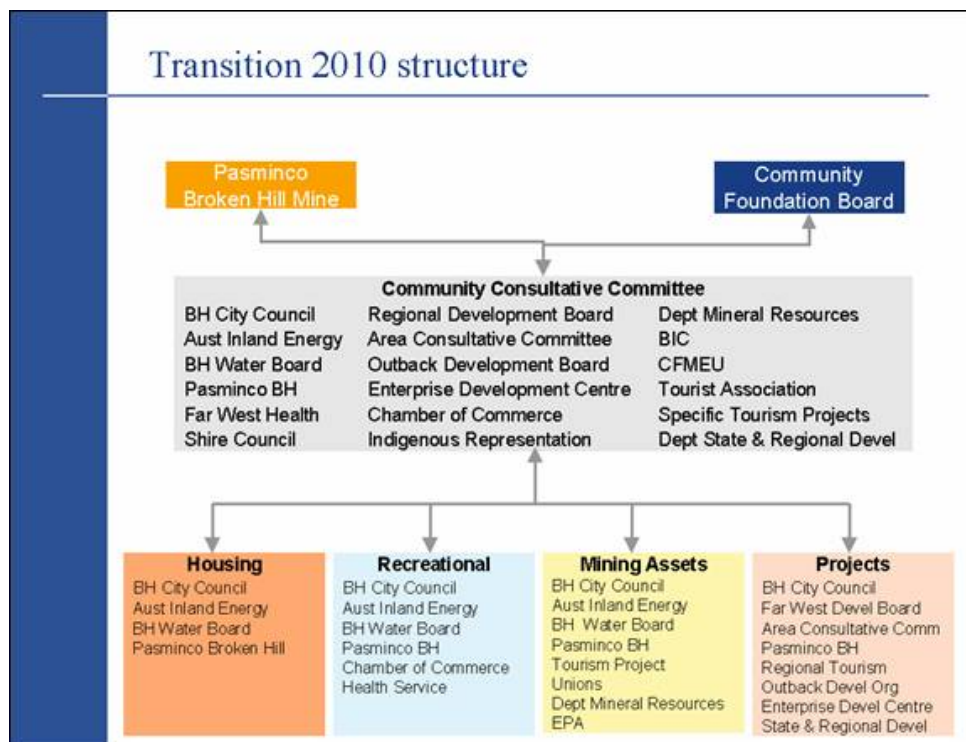 Transition 2010 structure
Pasminco
Broken Hill Mine
Community
Foundation Board
Community Consultative Committee
BH City Council
Aust Inland Energy
BH Water Board
Pasminco BH
Far West Health
Shire Council
Regional Development Board
Area Consultative Committee
Outback Development Board
Enterprise Development Centre
Chamber of Commerce
Indigenous Representation
Dept Mineral Resources
BIC
CFMEU
Tourist Association
Specific Tourism Projects
Dept State & Regional Devel
Housing
BH City Council
Aust Inland Energy
BH Water Board
Pasminco Broken Hill
Recreational
BH City Council
Aust Inland Energy
BH Water Board
Pasminco BH
Chamber of Commerce
Health Service
Mining Assets
BH City Council
Aust Inland Energy
BH Water Board
Pasminco BH
Tourism Project
Unions
Dept Mineral Resources
EPA
Projects
BH City Council
Far West Devel Board
Area Consultative Comm
Pasminco BH
Regional Tourism
Outback Devel Org
Enterprise Devel Centre
State & Regional Devel